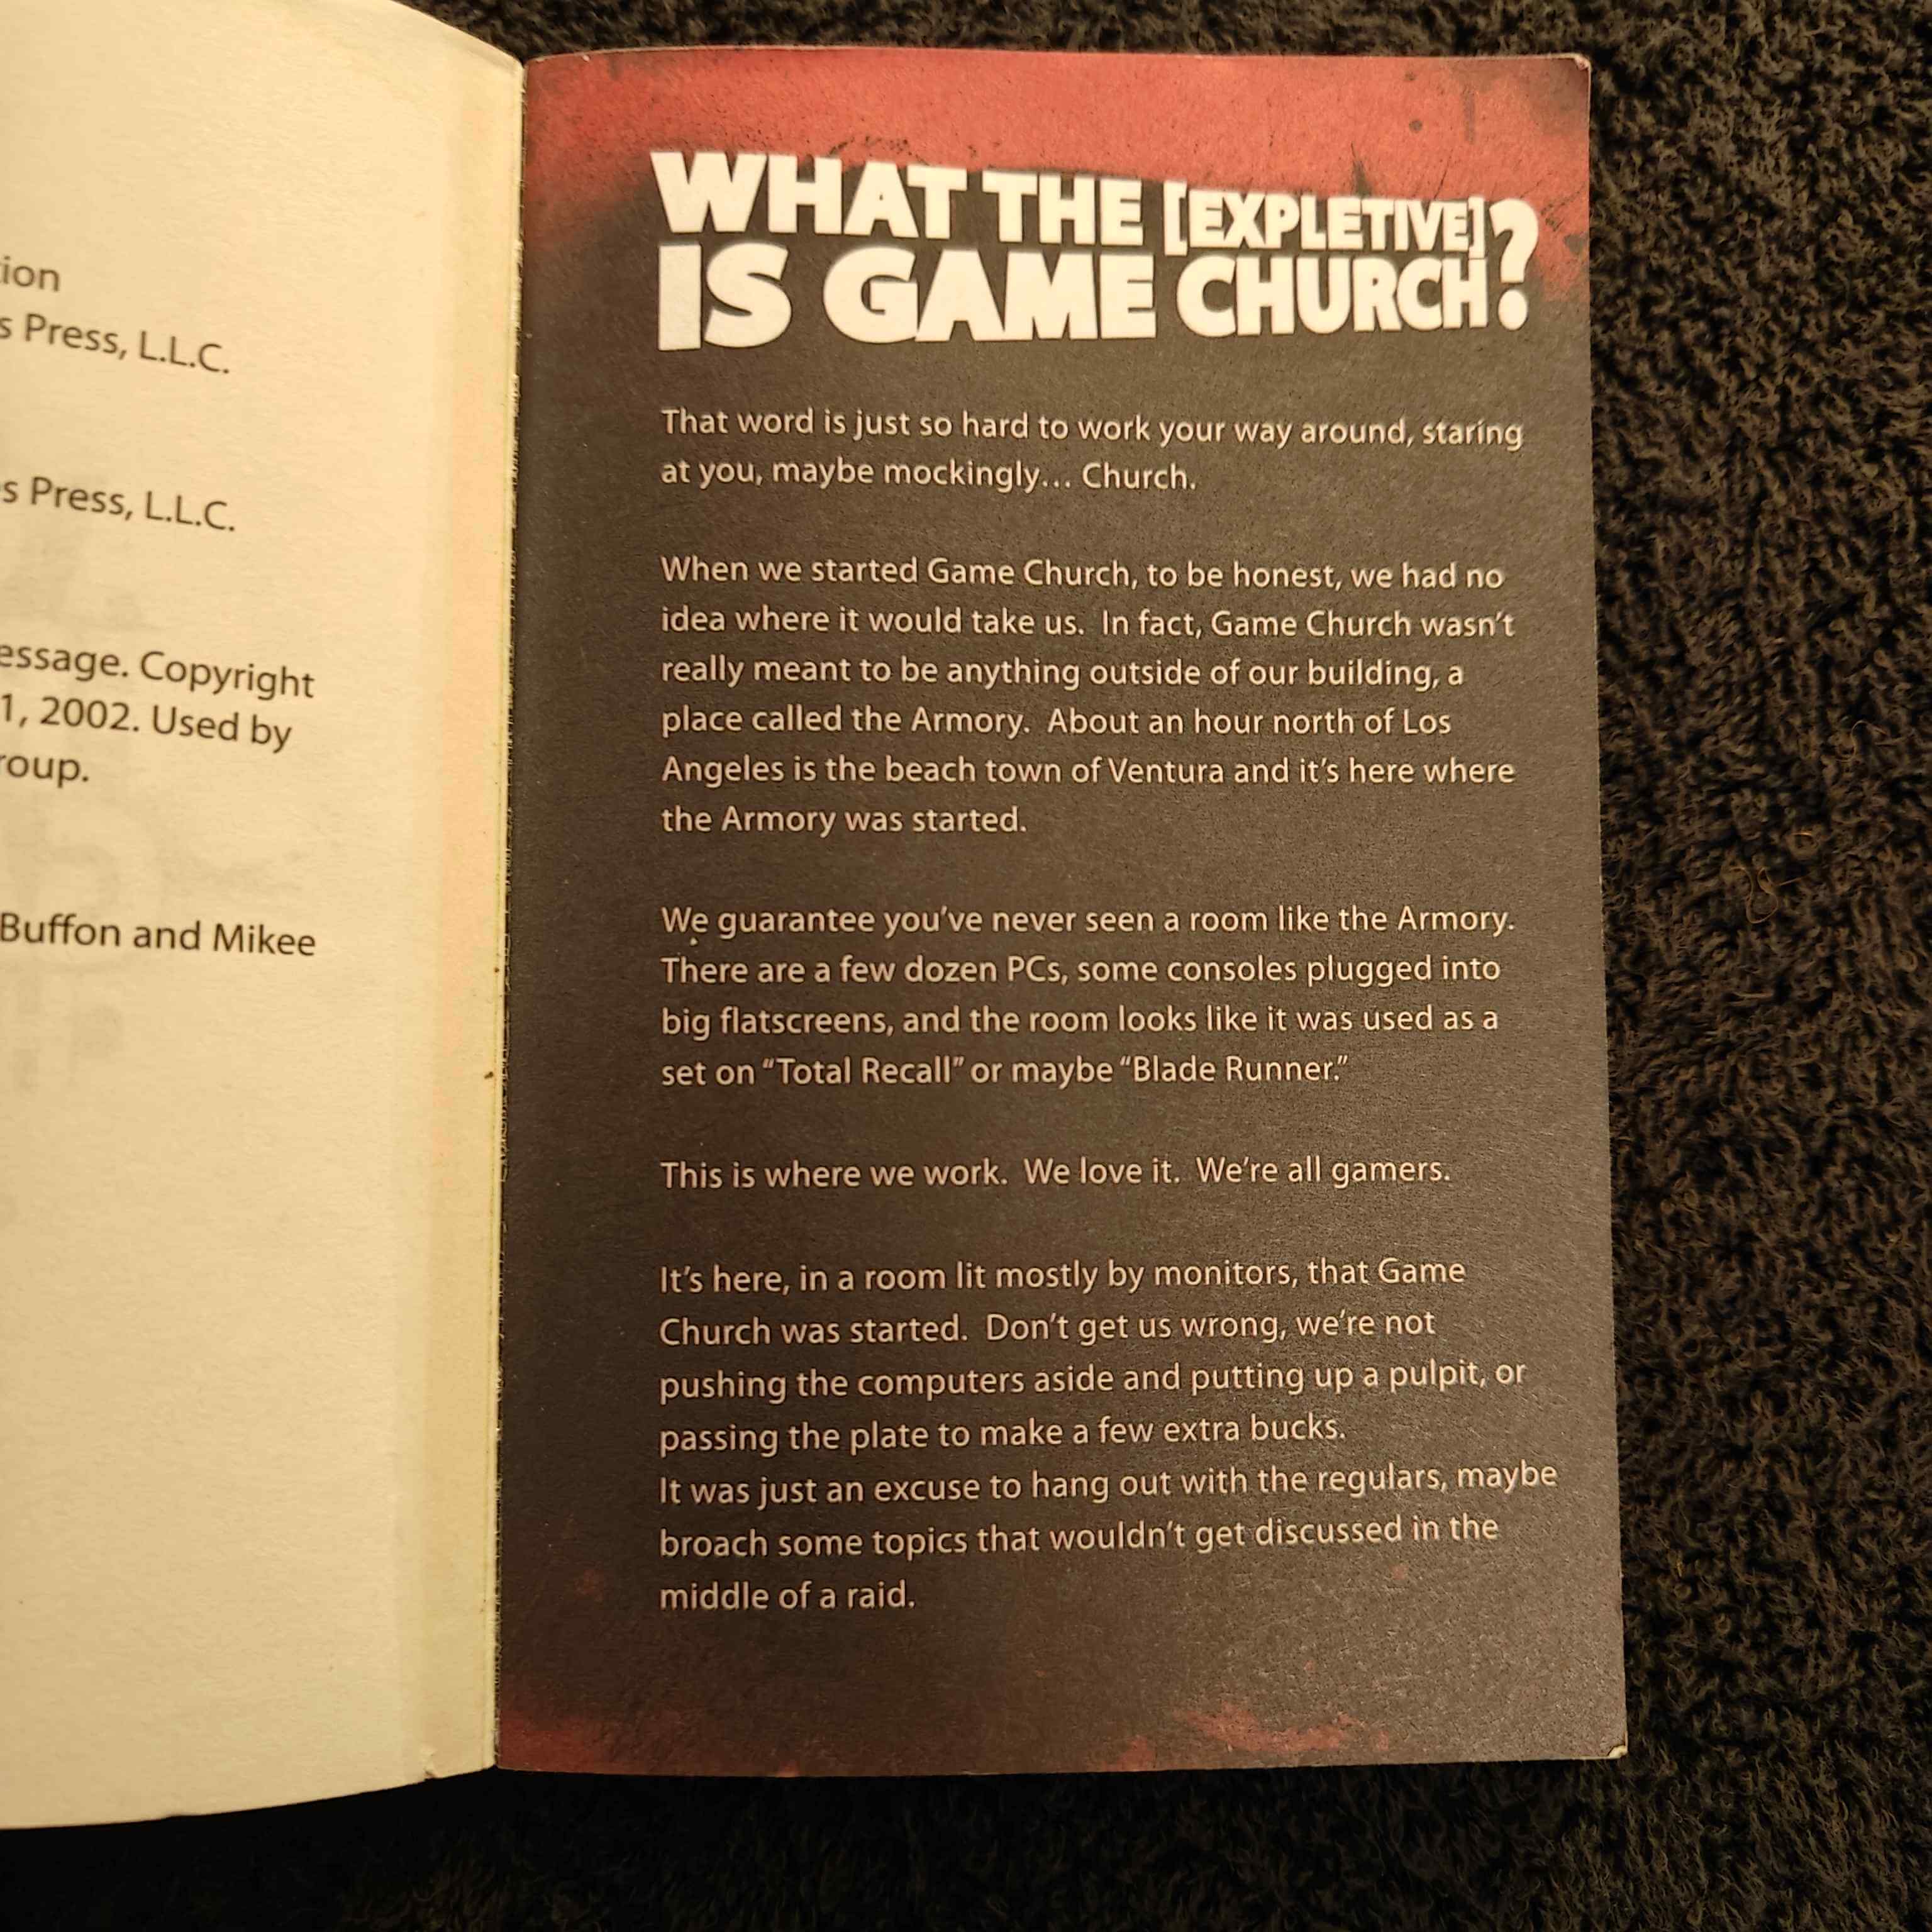 ion
s Press, L.L.C.
s Press, L.L.C.
essage. Copyright
1, 2002. Used by
roup.
Buffon and Mikee
WHAT THE [EXPLETIVE]
IS GAME CHURCH?
That word is just so hard to work your way around, staring
at you, maybe mockingly... Church.
When we started Game Church, to be honest, we had no
idea where it would take us. In fact, Game Church wasn't
really meant to be anything outside of our building, a
place called the Armory. About an hour north of Los
Angeles is the beach town of Ventura and it's here where
the Armory was started.
We guarantee you've never seen a room like the Armory.
There are a few dozen PCs, some consoles plugged into
big flatscreens, and the room looks like it was used as a
set on “Total Recall” or maybe “Blade Runner.”
This is where we work. We love it. We're all gamers.
It's here, in a room lit mostly by monitors, that Game
Church was started. Don't get us wrong, we're not
pushing the computers aside and putting up a pulpit, or
passing the plate to make a few extra bucks.
It was just an excuse to hang out with the regulars, maybe
broach some topics that wouldn't get discussed in the
middle of a raid.